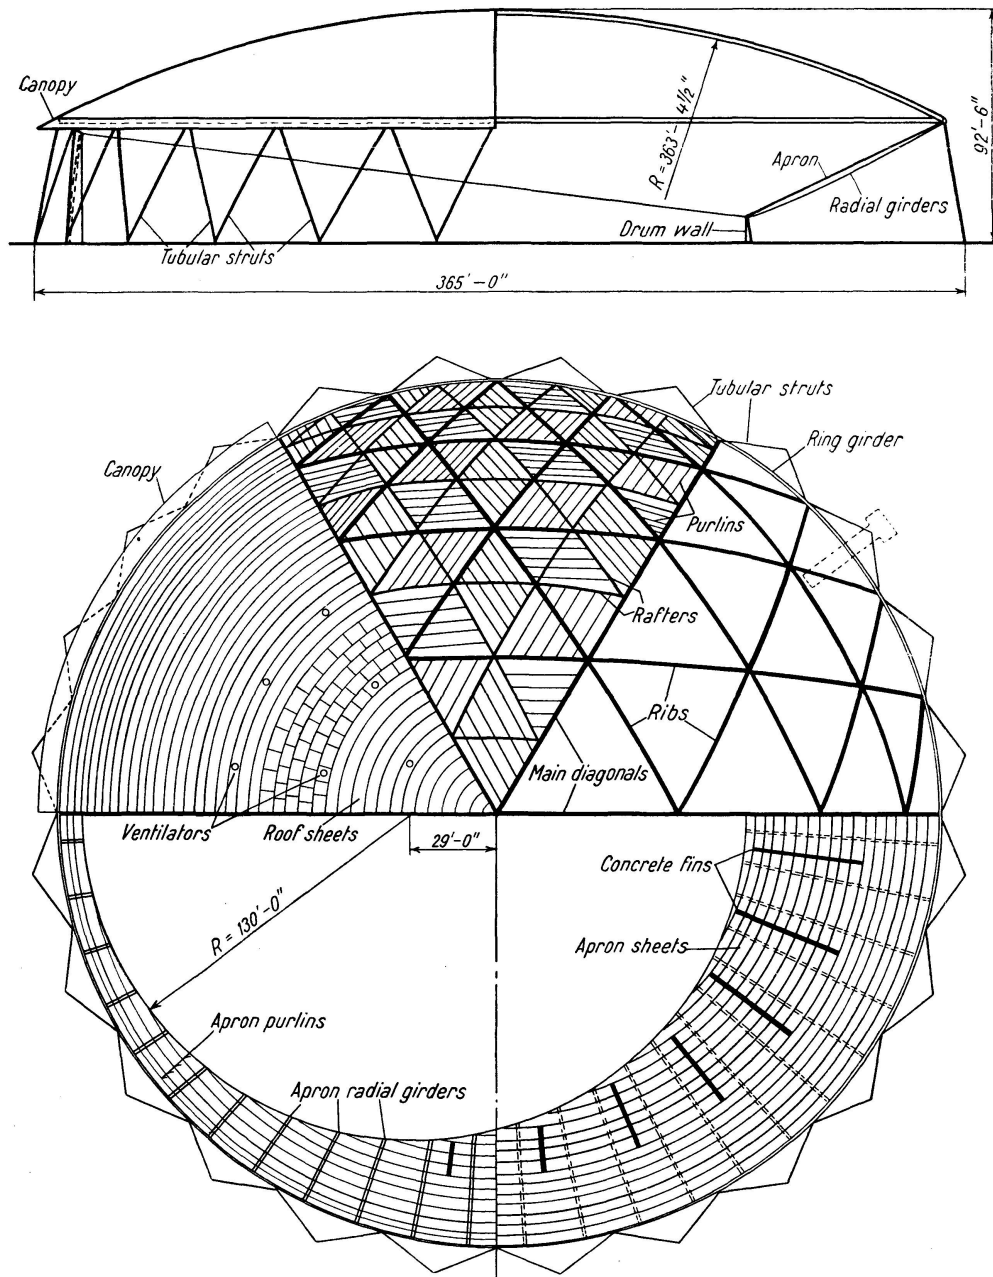 Canopy
R = 363'- 4 1/2"
92'-6"
Apron
Radial girders
Drum wall
Tubular struts
365'-0"
Tubular struts
Ring girder
Canopy
Purlins
Rafters
Ribs
Main diagonals
Ventilators
Roof sheets
29'-0"
Concrete fins
R = 130'-0"
Apron sheets
Apron purlins
Apron radial girders